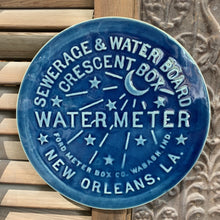 SEWERAGE & WATER BOARD
CRESCENT BOX
WATER METER
FORD METER BOX CO. WABASH, IND.
NEW ORLEANS, LA.